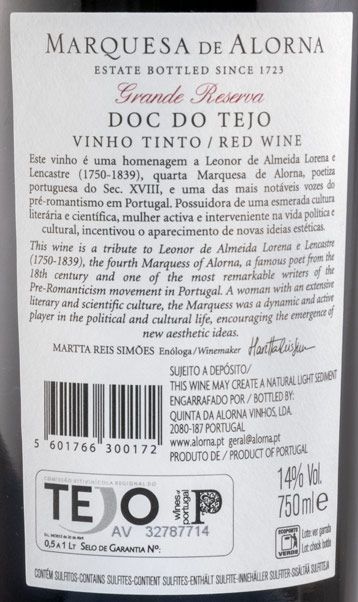 MARQUESA DE ALORNA
ESTATE BOTTLED SINCE 1723
Grande Reserva
DOC DO TEJO
VINHO TINTO / RED WINE
Este vinho é uma homenagem a Leonor de Almeida Lorena e
Lencastre (1750-1839), quarta Marquesa de Alorna, poetiza
portuguesa do Sec. XVIII, e uma das mais notáveis vozes do
pré-romantismo em Portugal. Possuidora de uma esmerada cultura
literária e científica, mulher activa e interveniente na vida política e
cultural, incentivou o aparecimento de novas ideias estéticas.
This wine is a tribute to Leonor de Almeida Lorena e Lencastre
(1750-1839), the fourth Marquess of Alorna, a famous poet from the
18th century and one of the most remarkable writers of the
Pre-Romanticism movement in Portugal. A woman with an extensive
literary and scientific culture, the Marquess was a dynamic and active
player in the political and cultural life, encouraging the emergence of
new aesthetic ideas.
MARTTA REIS SIMÕES Enóloga/Winemaker
SUJEITO A DEPÓSITO/
THIS WINE MAY CREATE A NATURAL LIGHT SEDIMENT
ENGARRAFADO POR / BOTTLED BY:
QUINTA DA ALORNA VINHOS, LDA.
2080-187 PORTUGAL
www.alorna.pt geral@alorna.pt
PRODUTO DE / PRODUCT OF PORTUGAL
5 601766 300172
COMISSÃO VITIVINÍCOLA REGIONAL DO
TEJO
AV 32787714
0,5 a 1 Lt SELO DE GARANTIA Nº:
wines of portugal
P
14% Vol.
750 ml e
ECOPONTO
VERDE
Lote: ver garrafa
Lot: check bottle
CONTÉM SULFITOS-CONTAINS SULFITES-CONTIENT SULFITES-ENTHÄLT SULFITE-INNEHÅLLER SULFITER-SISÄLTÄÄ SULFIITTIA